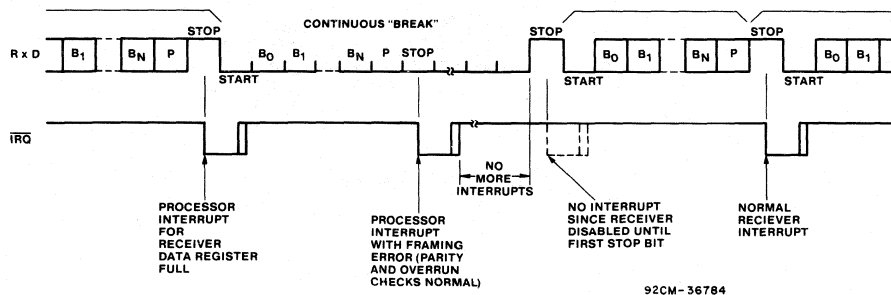 STOP CONTINUOUS "BREAK" STOP STOP
R x D B1 BN P B0 B1 BN P STOP B0 B1 BN P B0 B1
START START START
IRQ
NO
MORE
INTERRUPTS
PROCESSOR
INTERRUPT
FOR
RECEIVER
DATA REGISTER
FULL
PROCESSOR
INTERRUPT
WITH FRAMING
ERROR (PARITY
AND OVERRUN
CHECKS NORMAL)
NO INTERRUPT
SINCE RECEIVER
DISABLED UNTIL
FIRST STOP BIT
NORMAL
RECIEVER
INTERRUPT
92CM-36784